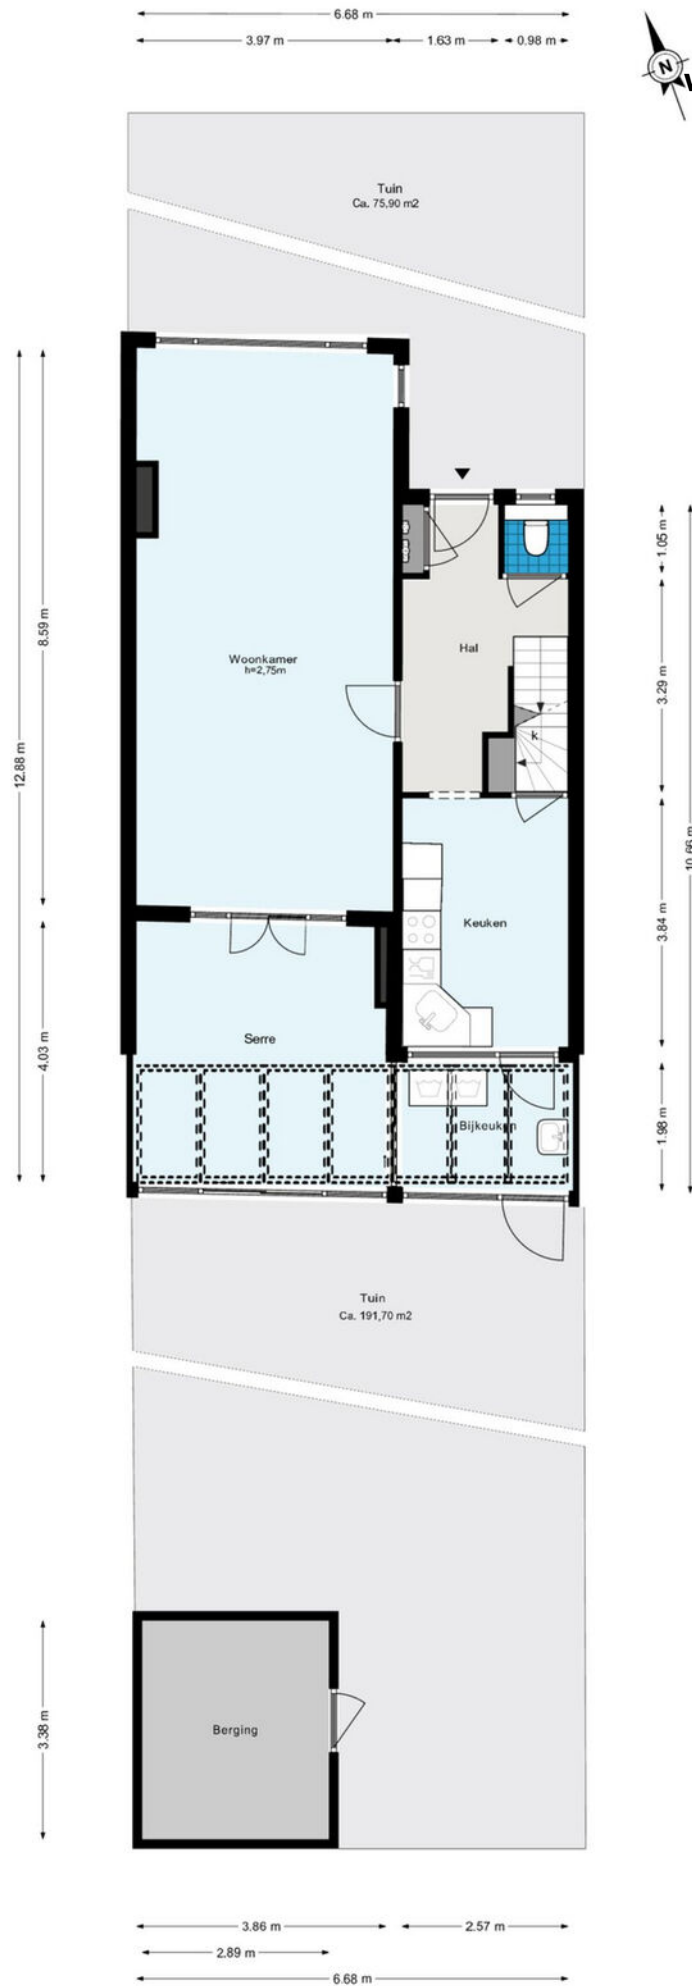 6.68 m
3.97 m
1.63 m
0.98 m
N
Tuin
Ca. 75,90 m2
12.88 m
8.59 m
4.03 m
Woonkamer
h=2,75m
Hal
k
1.05 m
3.29 m
3.84 m
1.98 m
10.66 m
Keuken
Serre
Bijkeuken
Tuin
Ca. 191,70 m2
3.38 m
Berging
3.86 m
2.57 m
2.89 m
6.68 m